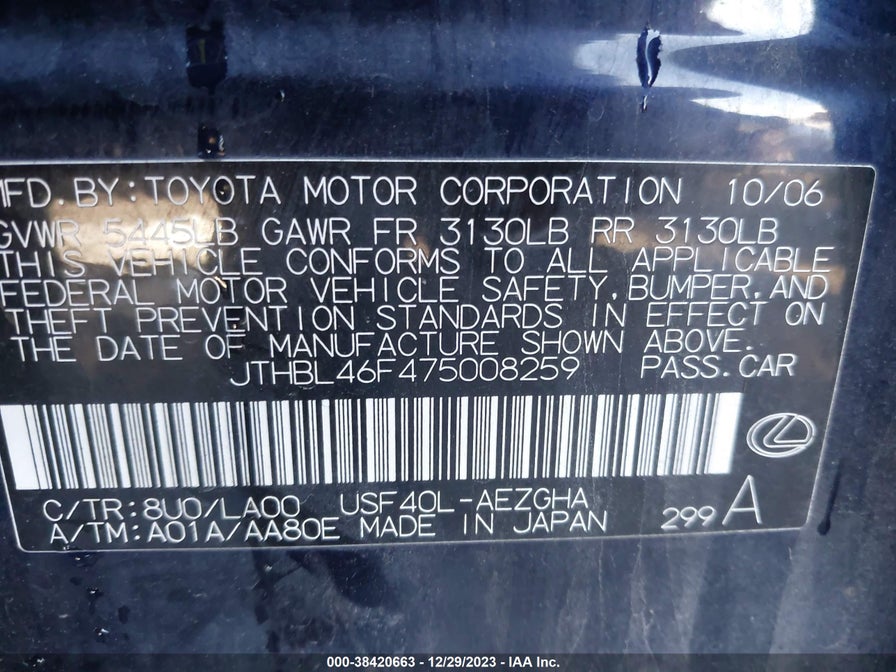 MFD. BY: TOYOTA MOTOR CORPORATION 10/06
GVWR 5445LB GAWR FR 3130LB RR 3130LB
THIS VEHICLE CONFORMS TO ALL APPLICABLE
FEDERAL MOTOR VEHICLE SAFETY, BUMPER, AND
THEFT PREVENTION STANDARDS IN EFFECT ON
THE DATE OF MANUFACTURE SHOWN ABOVE.
JTHBL46F475008259 PASS. CAR
C/TR: 8U0/LA00 USF40L-AEZGHA
A/TM: A01A/AA80E MADE IN JAPAN 299A
000-38420663 - 12/29/2023 - IAA Inc.